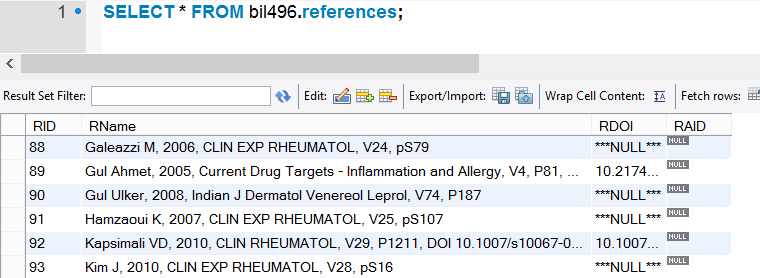 1 SELECT * FROM bil496.references;
Result Set Filter: Edit: Export/Import: Wrap Cell Content: Fetch rows:
RID RName RDOI RAID
88 Galeazzi M, 2006, CLIN EXP RHEUMATOL, V24, pS79 ***NULL*** NULL
89 Gul Ahmet, 2005, Current Drug Targets - Inflammation and Allergy, V4, P81, ... 10.2174... NULL
90 Gul Ulker, 2008, Indian J Dermatol Venereol Leprol, V74, P187 ***NULL*** NULL
91 Hamzaoui K, 2007, CLIN EXP RHEUMATOL, V25, pS107 ***NULL*** NULL
92 Kapsimali VD, 2010, CLIN RHEUMATOL, V29, P1211, DOI 10.1007/s10067-0... 10.1007... NULL
93 Kim J, 2010, CLIN EXP RHEUMATOL, V28, pS16 ***NULL*** NULL